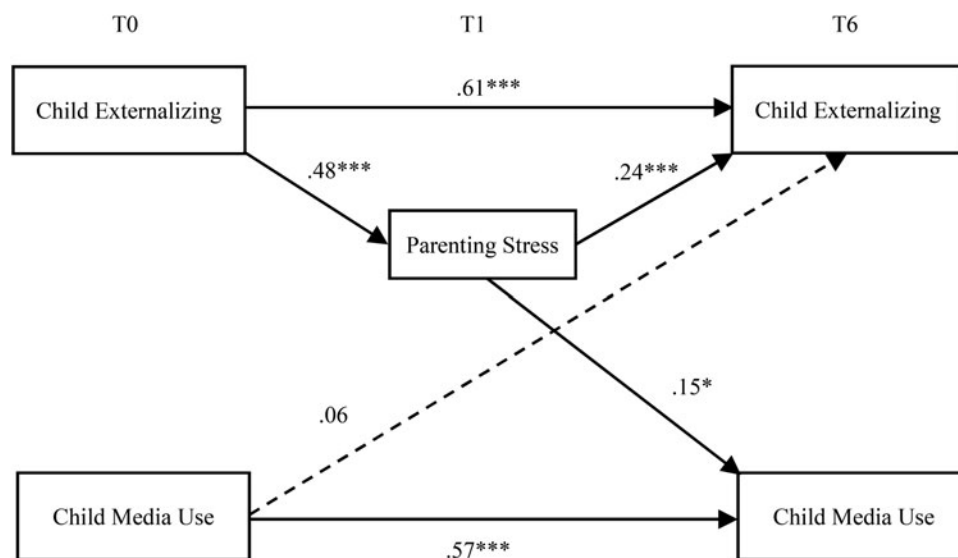 T0
T1
T6
Child Externalizing
.61***
Child Externalizing
.48***
.24***
Parenting Stress
.15*
.06
Child Media Use
Child Media Use
.57***